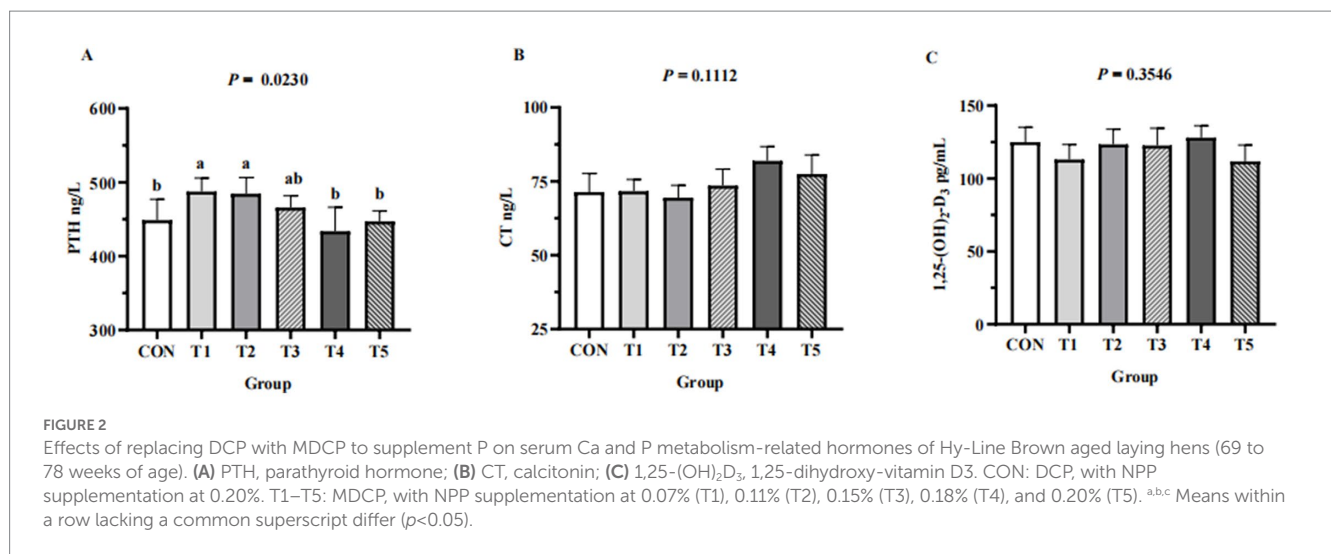 A
P = 0.0230
PTH ng/L
600
500
400
300
b
a
a
ab
b
b
CON T1 T2 T3 T4 T5
Group
B
P = 0.1112
CT ng/L
100
75
50
25
CON T1 T2 T3 T4 T5
Group
C
P = 0.3546
1,25-(OH)₂-D₃ pg/mL
150
100
50
0
CON T1 T2 T3 T4 T5
Group
FIGURE 2
Effects of replacing DCP with MDCP to supplement P on serum Ca and P metabolism-related hormones of Hy-Line Brown aged laying hens (69 to
78 weeks of age). (A) PTH, parathyroid hormone; (B) CT, calcitonin; (C) 1,25-(OH)₂D₃, 1,25-dihydroxy-vitamin D3. CON: DCP, with NPP
supplementation at 0.20%. T1–T5: MDCP, with NPP supplementation at 0.07% (T1), 0.11% (T2), 0.15% (T3), 0.18% (T4), and 0.20% (T5). ᵃ,ᵇ,ᶜ Means within
a row lacking a common superscript differ (p<0.05).